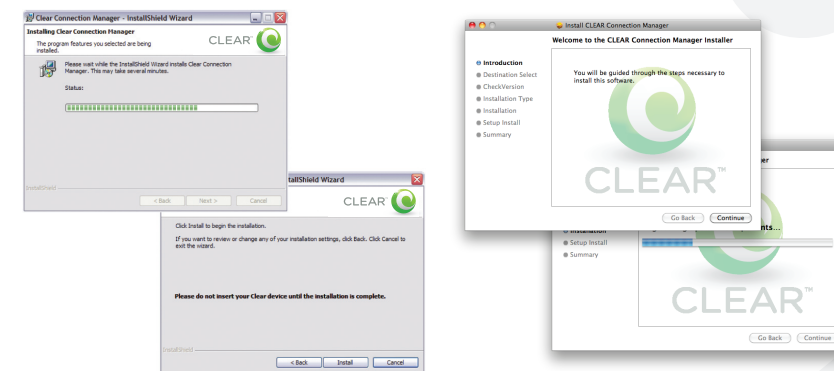 Clear Connection Manager - InstallShield Wizard
Installing Clear Connection Manager
The program features you selected are being
installed.
CLEAR
Please wait while the InstallShield Wizard installs Clear Connection
Manager. This may take several minutes.
Status:
InstallShield
< Back
Next >
Cancel
tallShield Wizard
CLEAR
Click Install to begin the installation.
If you want to review or change any of your installation settings, click Back. Click Cancel to
exit the wizard.
Please do not insert your Clear device until the installation is complete.
InstallShield
< Back
Install
Cancel
Install CLEAR Connection Manager
Welcome to the CLEAR Connection Manager Installer
Introduction
Destination Select
CheckVersion
Installation Type
Installation
Setup Install
Summary
You will be guided through the steps necessary to
install this software.
CLEAR™
Go Back
Continue
er
Installation
nts...
Setup Install
Summary
CLEAR™
Go Back
Continue